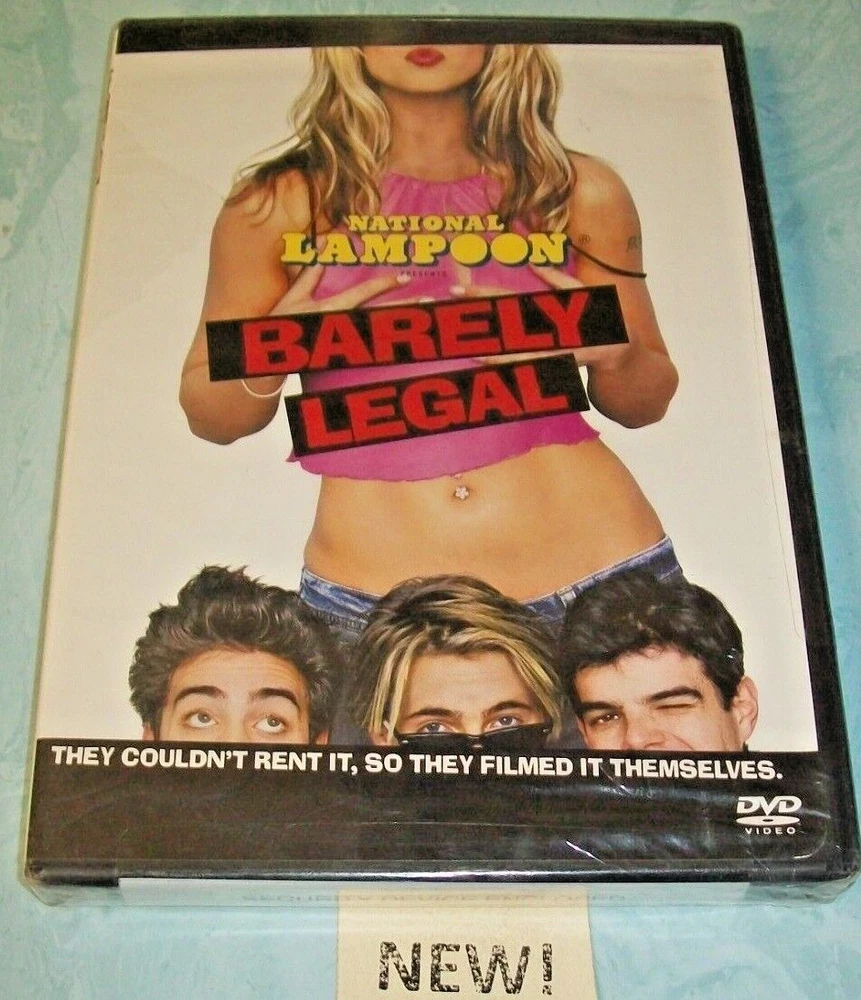 NATIONAL
LAMPOON®
PRESENTS
BARELY
LEGAL
THEY COULDN'T RENT IT, SO THEY FILMED IT THEMSELVES.
DVD
VIDEO
NEW!